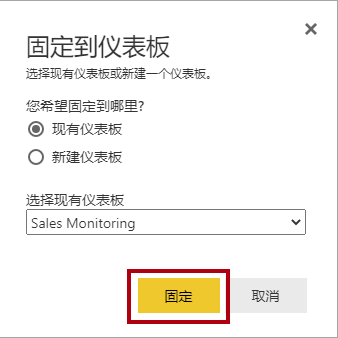 固定到仪表板
选择现有仪表板或新建一个仪表板。
您希望固定到哪里?
现有仪表板
新建仪表板
选择现有仪表板
Sales Monitoring
固定
取消